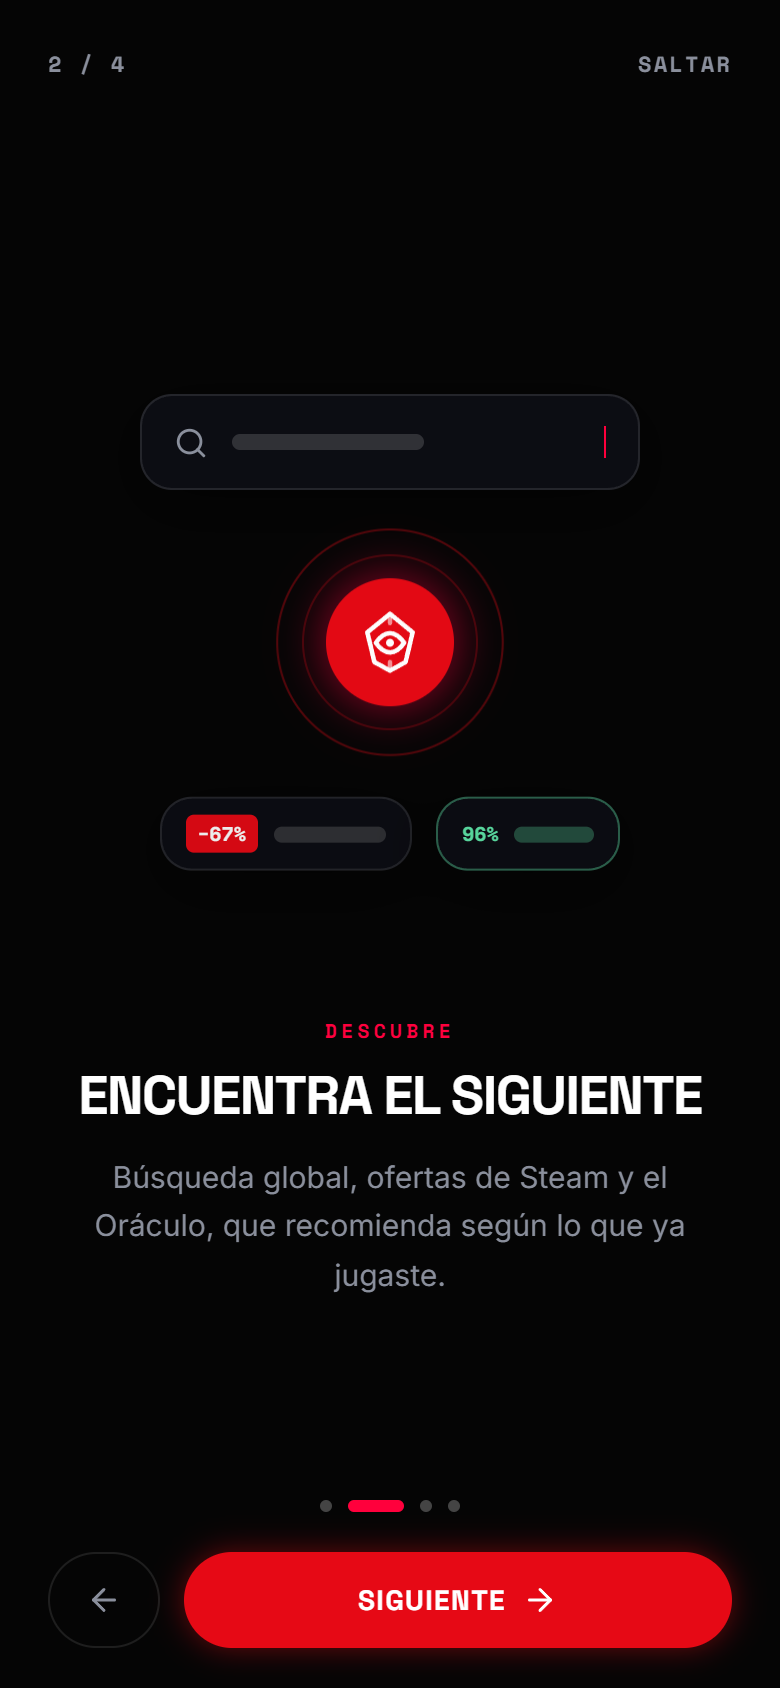 2 / 4
SALTAR
-67%
96%
DESCUBRE
ENCUENTRA EL SIGUIENTE
Búsqueda global, ofertas de Steam y el
Oráculo, que recomienda según lo que ya
jugaste.
SIGUIENTE